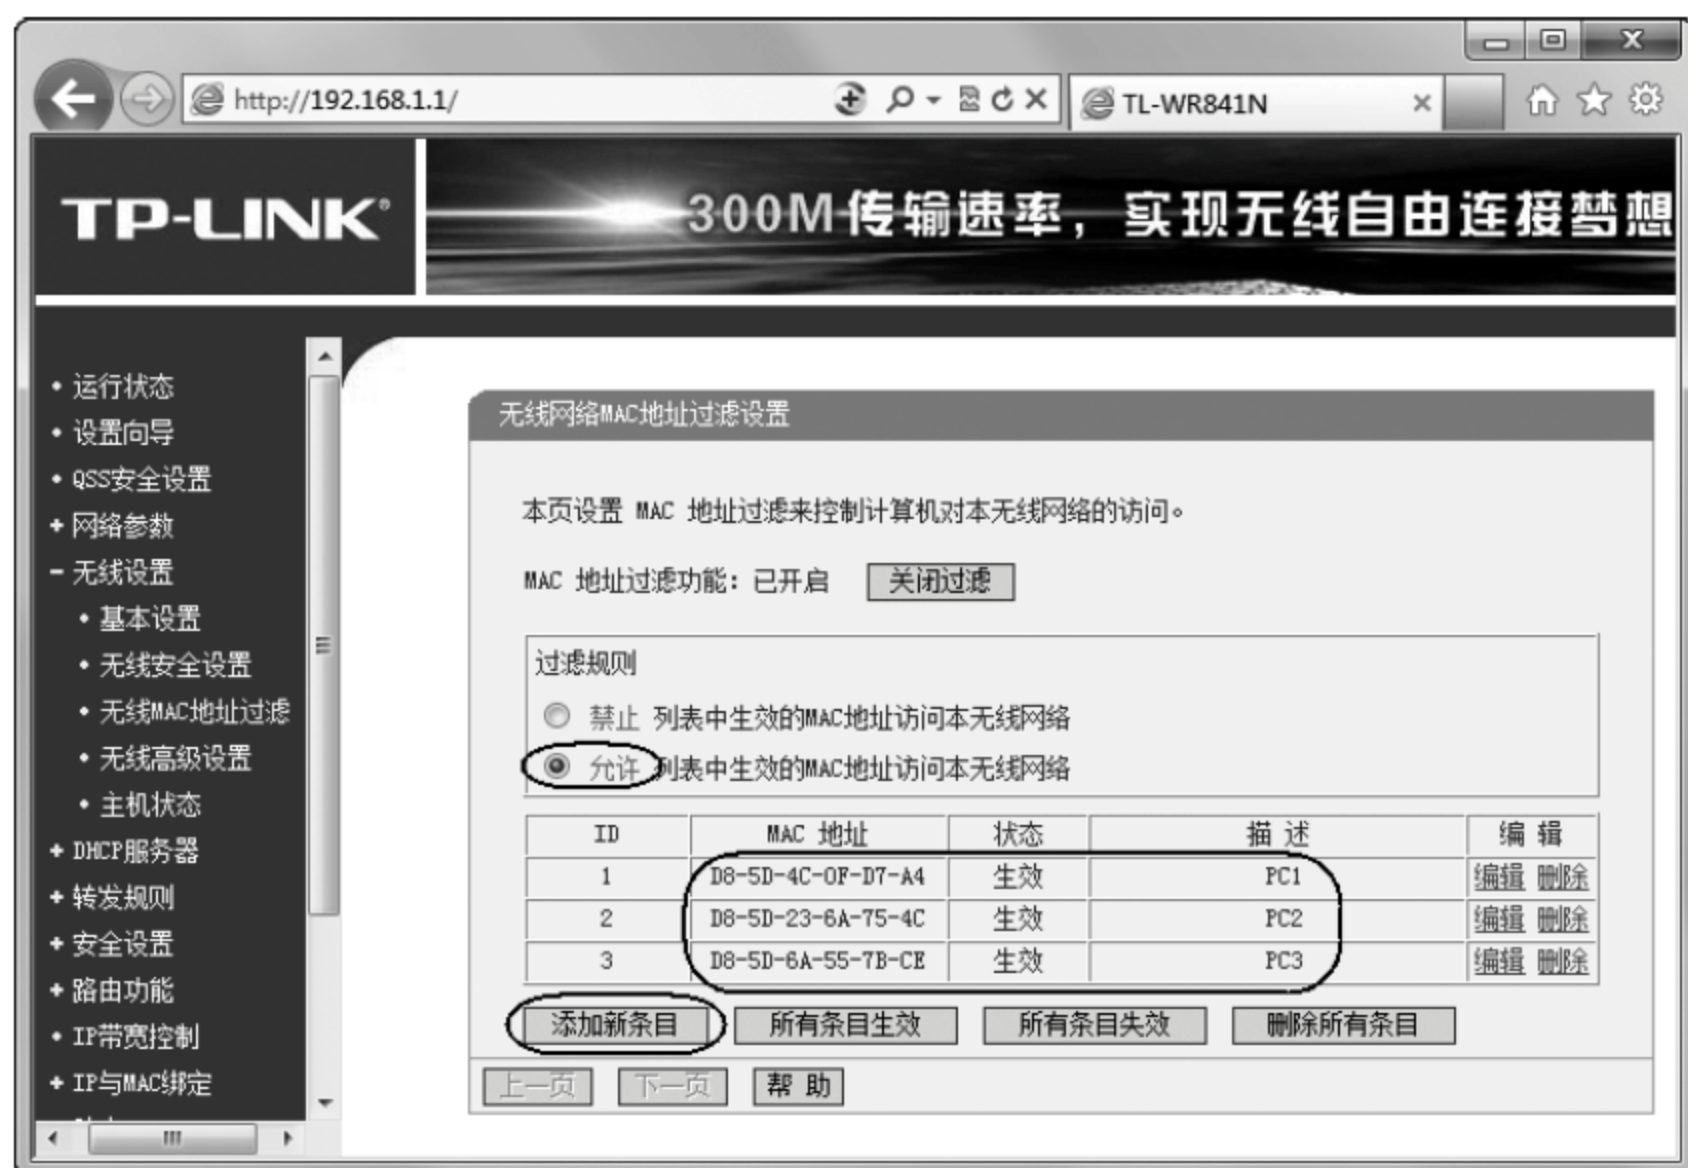 http://192.168.1.1/
TL-WR841N
TP-LINK®
300M传输速率，实现无线自由连接梦想
• 运行状态
• 设置向导
• QSS安全设置
+ 网络参数
- 无线设置
• 基本设置
• 无线安全设置
• 无线MAC地址过滤
• 无线高级设置
• 主机状态
+ DHCP服务器
+ 转发规则
+ 安全设置
+ 路由功能
• IP带宽控制
+ IP与MAC绑定
无线网络MAC地址过滤设置
本页设置 MAC 地址过滤来控制计算机对本无线网络的访问。
MAC 地址过滤功能：已开启 关闭过滤
过滤规则
禁止 列表中生效的MAC地址访问本无线网络
允许 列表中生效的MAC地址访问本无线网络
ID MAC 地址 状态 描 述 编 辑
1 D8-5D-4C-0F-D7-A4 生效 PC1 编辑 删除
2 D8-5D-23-6A-75-4C 生效 PC2 编辑 删除
3 D8-5D-6A-55-7B-CE 生效 PC3 编辑 删除
添加新条目 所有条目生效 所有条目失效 删除所有条目
上一页 下一页 帮 助